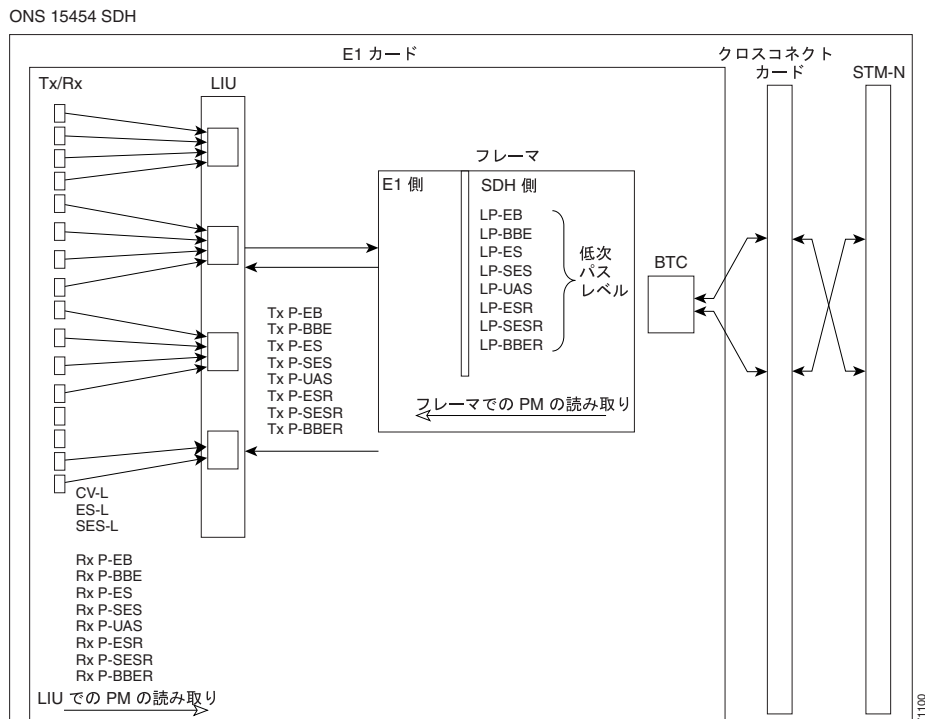 ONS 15454 SDH
E1 カード
クロスコネクト
カード
STM-N
Tx/Rx
LIU
フレーマ
E1 側
SDH 側
LP-EB
LP-BBE
LP-ES
LP-SES
LP-UAS
LP-ESR
LP-SESR
LP-BBER
低次
パス
レベル
BTC
Tx P-EB
Tx P-BBE
Tx P-ES
Tx P-SES
Tx P-UAS
Tx P-ESR
Tx P-SESR
Tx P-BBER
フレーマでの PM の読み取り
CV-L
ES-L
SES-L
Rx P-EB
Rx P-BBE
Rx P-ES
Rx P-SES
Rx P-UAS
Rx P-ESR
Rx P-SESR
Rx P-BBER
LIU での PM の読み取り